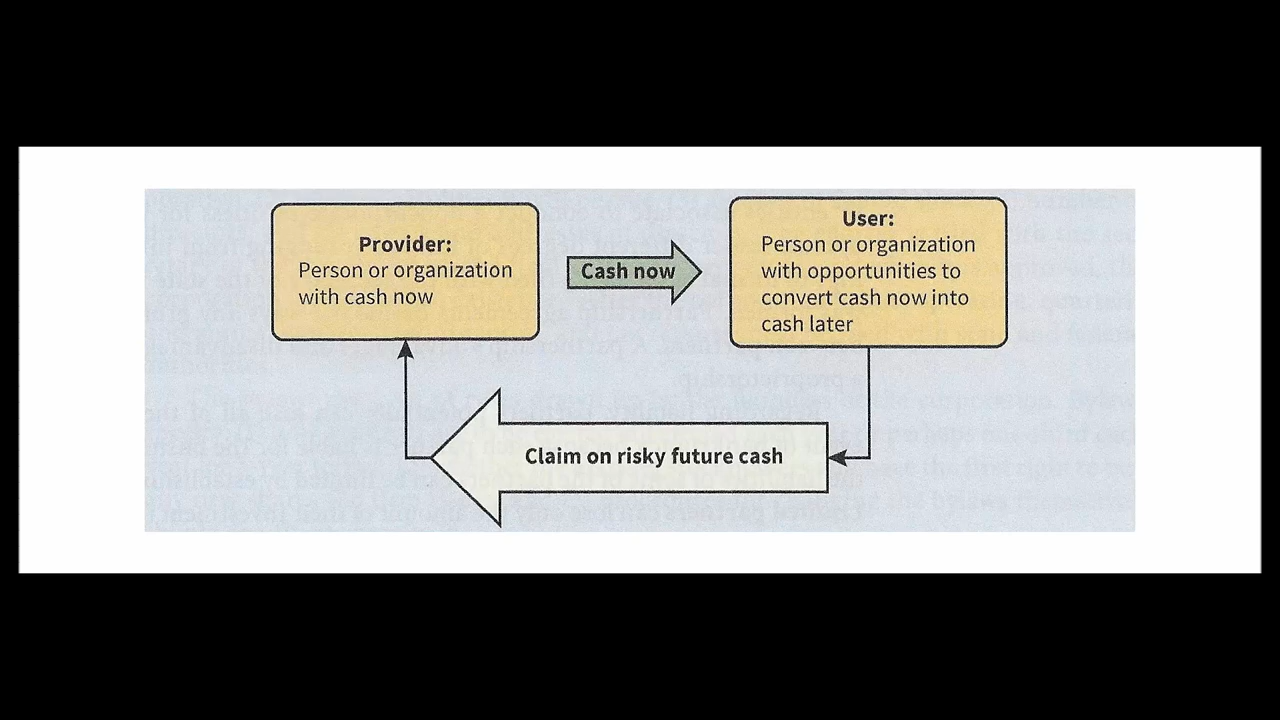 Provider:
Person or organization
with cash now
Cash now
User:
Person or organization
with opportunities to
convert cash now into
cash later
Claim on risky future cash